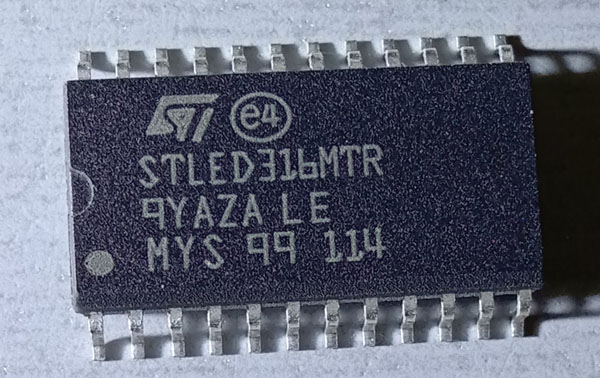 ST e4
STLED316MTR
9YAZA LE
MYS 99 114